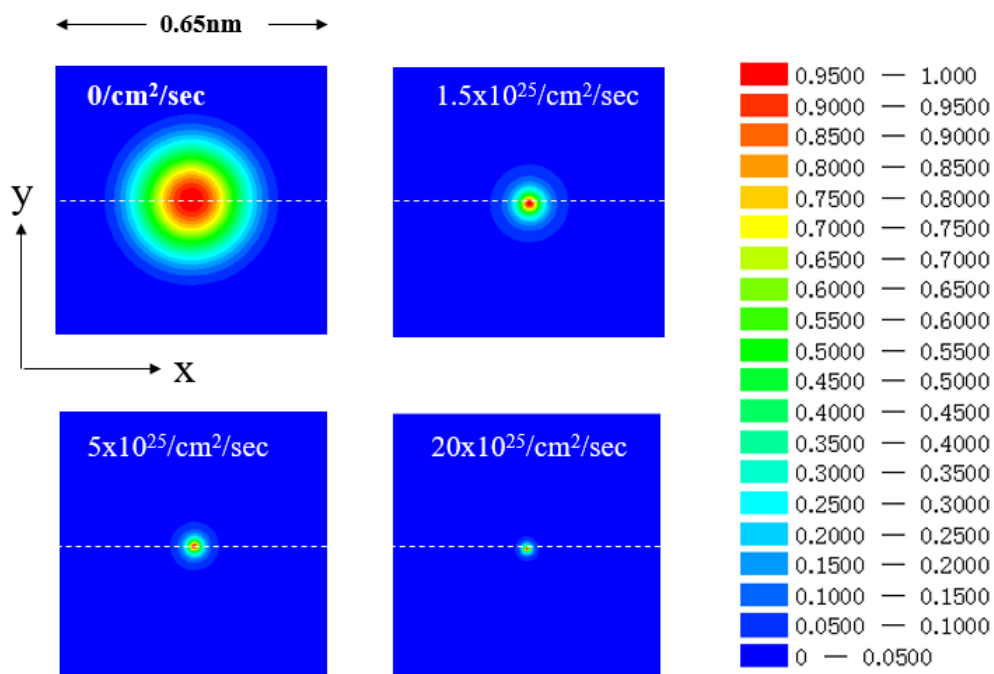 0.65nm
0/cm²/sec
1.5x10²⁵/cm²/sec
y
x
5x10²⁵/cm²/sec
20x10²⁵/cm²/sec
0.9500 — 1.000
0.9000 — 0.9500
0.8500 — 0.9000
0.8000 — 0.8500
0.7500 — 0.8000
0.7000 — 0.7500
0.6500 — 0.7000
0.6000 — 0.6500
0.5500 — 0.6000
0.5000 — 0.5500
0.4500 — 0.5000
0.4000 — 0.4500
0.3500 — 0.4000
0.3000 — 0.3500
0.2500 — 0.3000
0.2000 — 0.2500
0.1500 — 0.2000
0.1000 — 0.1500
0.0500 — 0.1000
0 — 0.0500